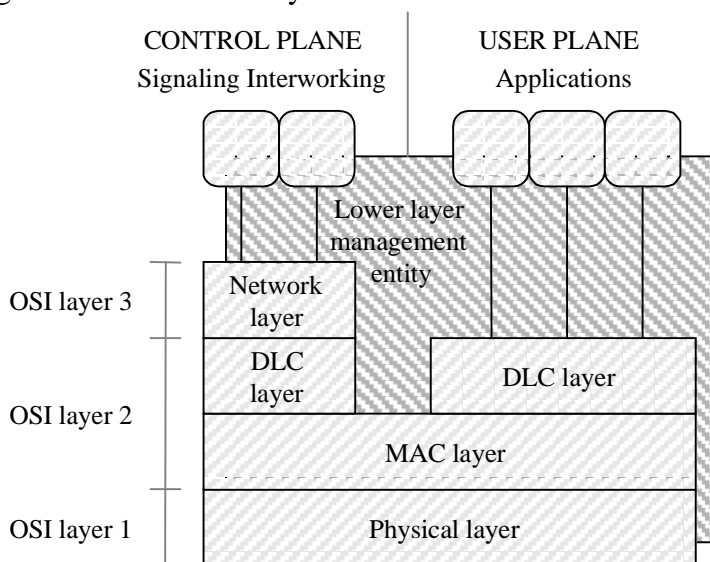 CONTROL PLANE
Signaling Interworking
USER PLANE
Applications
Lower layer
management
entity
OSI layer 3
Network
layer
OSI layer 2
DLC
layer
DLC layer
MAC layer
OSI layer 1
Physical layer